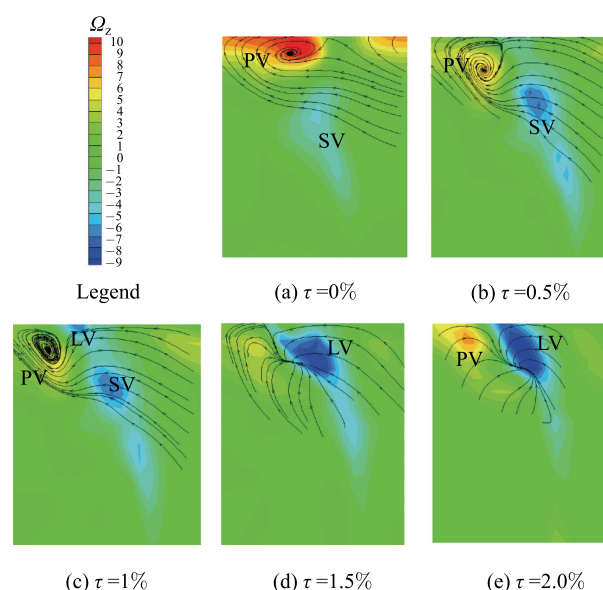 Ωz
10
9
8
7
6
5
4
3
2
1
0
−1
−2
−3
−4
−5
−6
−7
−8
−9
Legend
PV
SV
(a) τ =0%
PV
SV
(b) τ =0.5%
LV
PV
SV
(c) τ =1%
LV
(d) τ =1.5%
PV
LV
(e) τ =2.0%